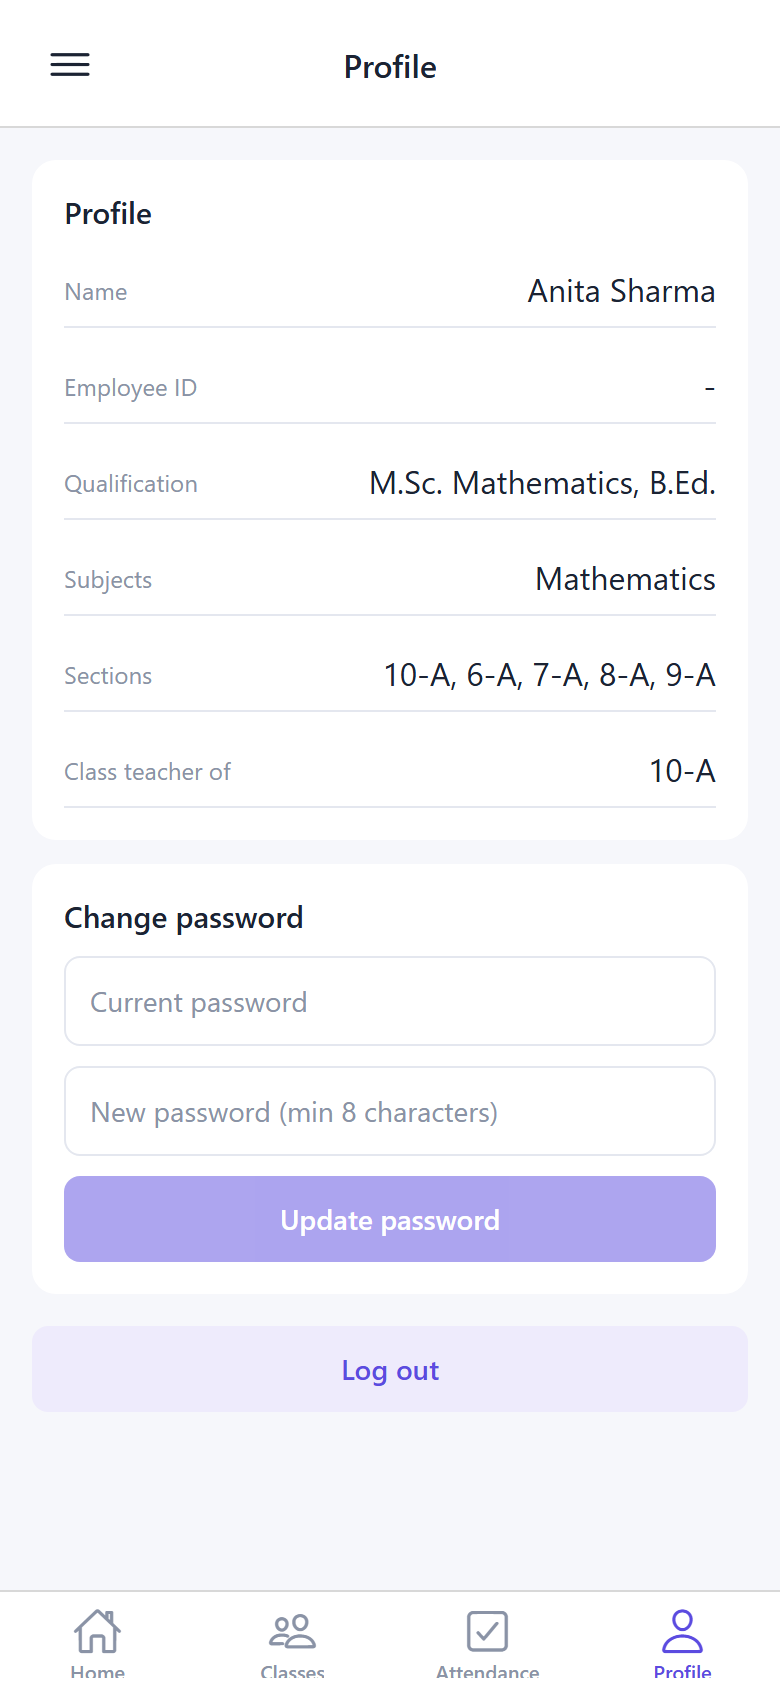 Profile
Profile
Name Anita Sharma
Employee ID -
Qualification M.Sc. Mathematics, B.Ed.
Subjects Mathematics
Sections 10-A, 6-A, 7-A, 8-A, 9-A
Class teacher of 10-A
Change password
Current password
New password (min 8 characters)
Update password
Log out
Home Classes Attendance Profile